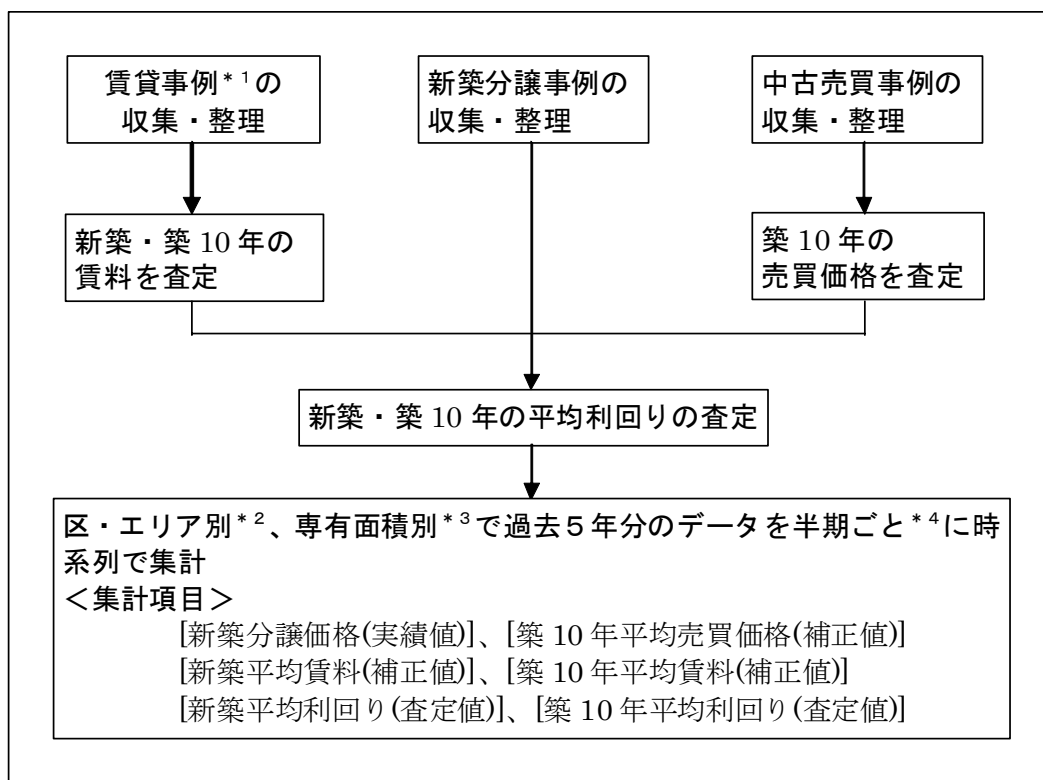 賃貸事例*1の
収集・整理
新築分譲事例の
収集・整理
中古売買事例の
収集・整理
新築・築10年の
賃料を査定
築10年の
売買価格を査定
新築・築10年の平均利回りの査定
区・エリア別*2、専有面積別*3で過去５年分のデータを半期ごと*4に時
系列で集計
＜集計項目＞
[新築分譲価格(実績値)]、[築10年平均売買価格(補正値)]
[新築平均賃料(補正値)]、[築10年平均賃料(補正値)]
[新築平均利回り(査定値)]、[築10年平均利回り(査定値)]